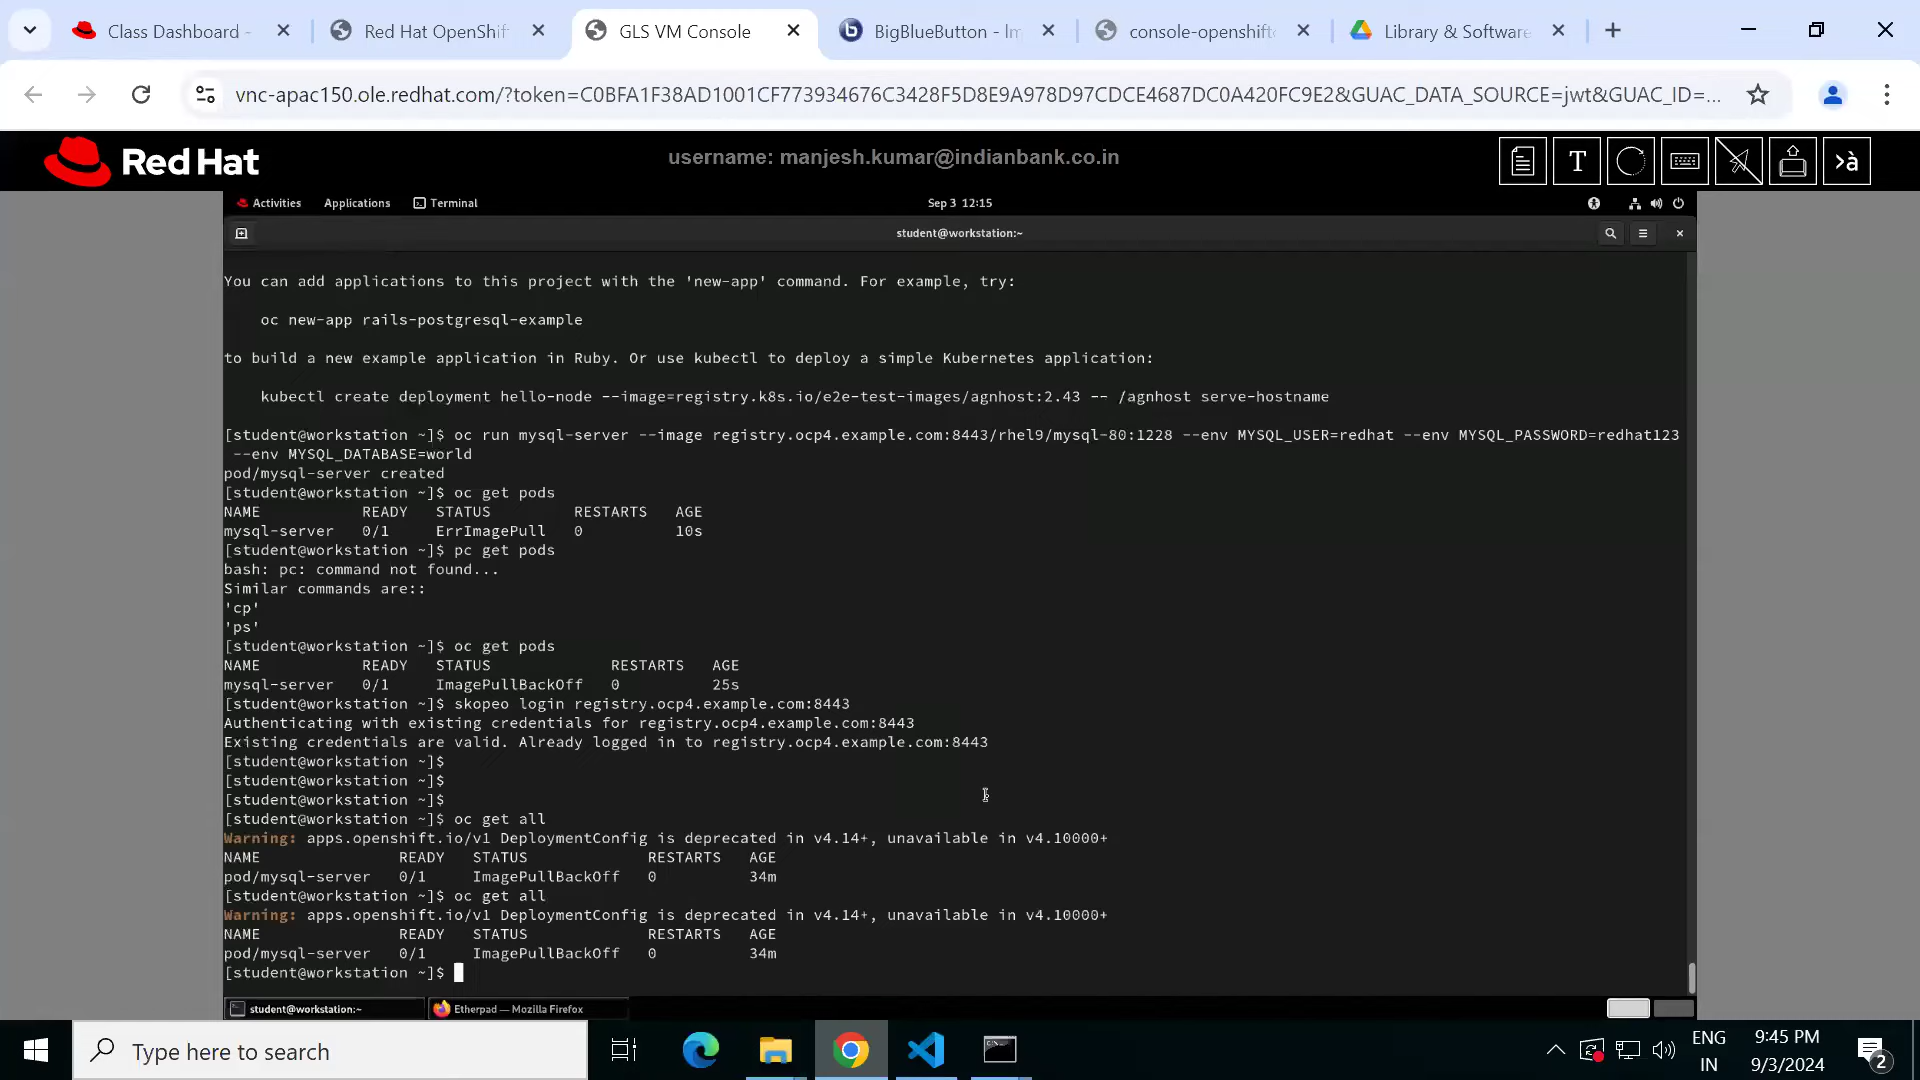 Class Dashboard -
Red Hat OpenShif
GLS VM Console
BigBlueButton - Im
console-openshift
Library & Software
vnc-apac150.ole.redhat.com/?token=C0BFA1F38AD1001CF773934676C3428F5D8E9A978D97CDCE4687DC0A420FC9E2&GUAC_DATA_SOURCE=jwt&GUAC_ID=...
Red Hat
username: manjesh.kumar@indianbank.co.in
T
>à
Activities Applications Terminal Sep 3 12:15
student@workstation:~
You can add applications to this project with the 'new-app' command. For example, try:
oc new-app rails-postgresql-example
to build a new example application in Ruby. Or use kubectl to deploy a simple Kubernetes application:
kubectl create deployment hello-node --image=registry.k8s.io/e2e-test-images/agnhost:2.43 -- /agnhost serve-hostname
[student@workstation ~]$ oc run mysql-server --image registry.ocp4.example.com:8443/rhel9/mysql-80:1228 --env MYSQL_USER=redhat --env MYSQL_PASSWORD=redhat123
--env MYSQL_DATABASE=world
pod/mysql-server created
[student@workstation ~]$ oc get pods
NAME READY STATUS RESTARTS AGE
mysql-server 0/1 ErrImagePull 0 10s
[student@workstation ~]$ pc get pods
bash: pc: command not found...
Similar commands are::
'cp'
'ps'
[student@workstation ~]$ oc get pods
NAME READY STATUS RESTARTS AGE
mysql-server 0/1 ImagePullBackOff 0 25s
[student@workstation ~]$ skopeo login registry.ocp4.example.com:8443
Authenticating with existing credentials for registry.ocp4.example.com:8443
Existing credentials are valid. Already logged in to registry.ocp4.example.com:8443
[student@workstation ~]$
[student@workstation ~]$
[student@workstation ~]$
[student@workstation ~]$ oc get all
Warning: apps.openshift.io/v1 DeploymentConfig is deprecated in v4.14+, unavailable in v4.10000+
NAME READY STATUS RESTARTS AGE
pod/mysql-server 0/1 ImagePullBackOff 0 34m
[student@workstation ~]$ oc get all
Warning: apps.openshift.io/v1 DeploymentConfig is deprecated in v4.14+, unavailable in v4.10000+
NAME READY STATUS RESTARTS AGE
pod/mysql-server 0/1 ImagePullBackOff 0 34m
[student@workstation ~]$
student@workstation:~
Etherpad — Mozilla Firefox
Type here to search
ENG
IN
9:45 PM
9/3/2024
2